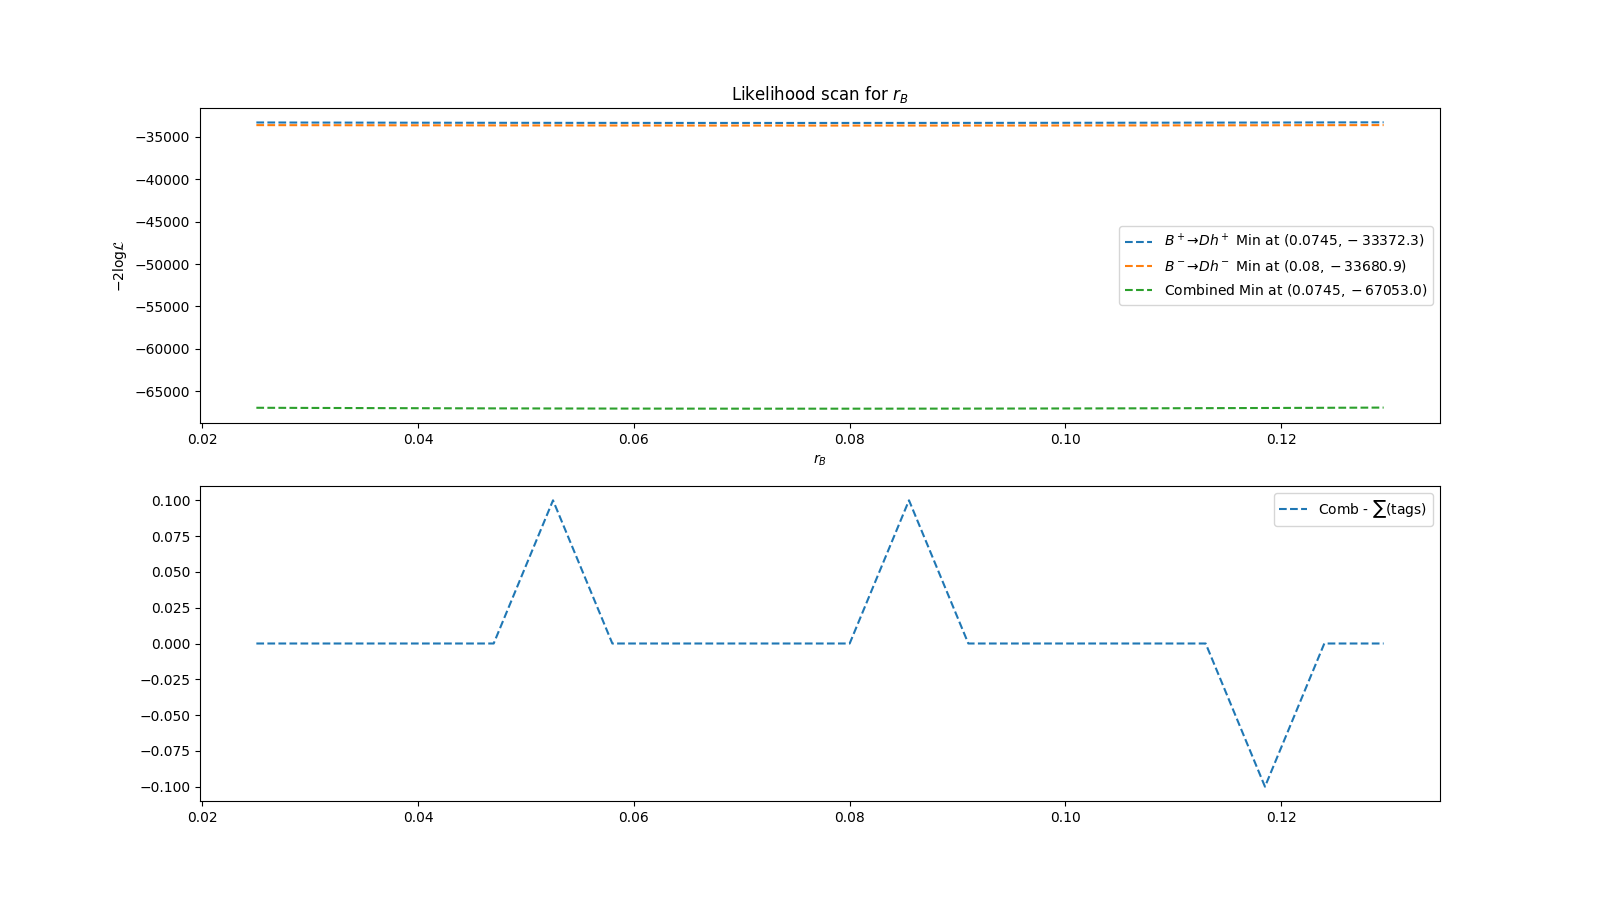 Likelihood scan for r_B
−35000
−40000
−45000
−50000
−55000
−60000
−65000
−2logℒ
B⁺→Dh⁺ Min at (0.0745, −33372.3)
B⁻→Dh⁻ Min at (0.08, −33680.9)
Combined Min at (0.0745, −67053.0)
0.02 0.04 0.06 0.08 0.10 0.12
r_B
0.100
0.075
0.050
0.025
0.000
−0.025
−0.050
−0.075
−0.100
Comb - ∑(tags)
0.02 0.04 0.06 0.08 0.10 0.12